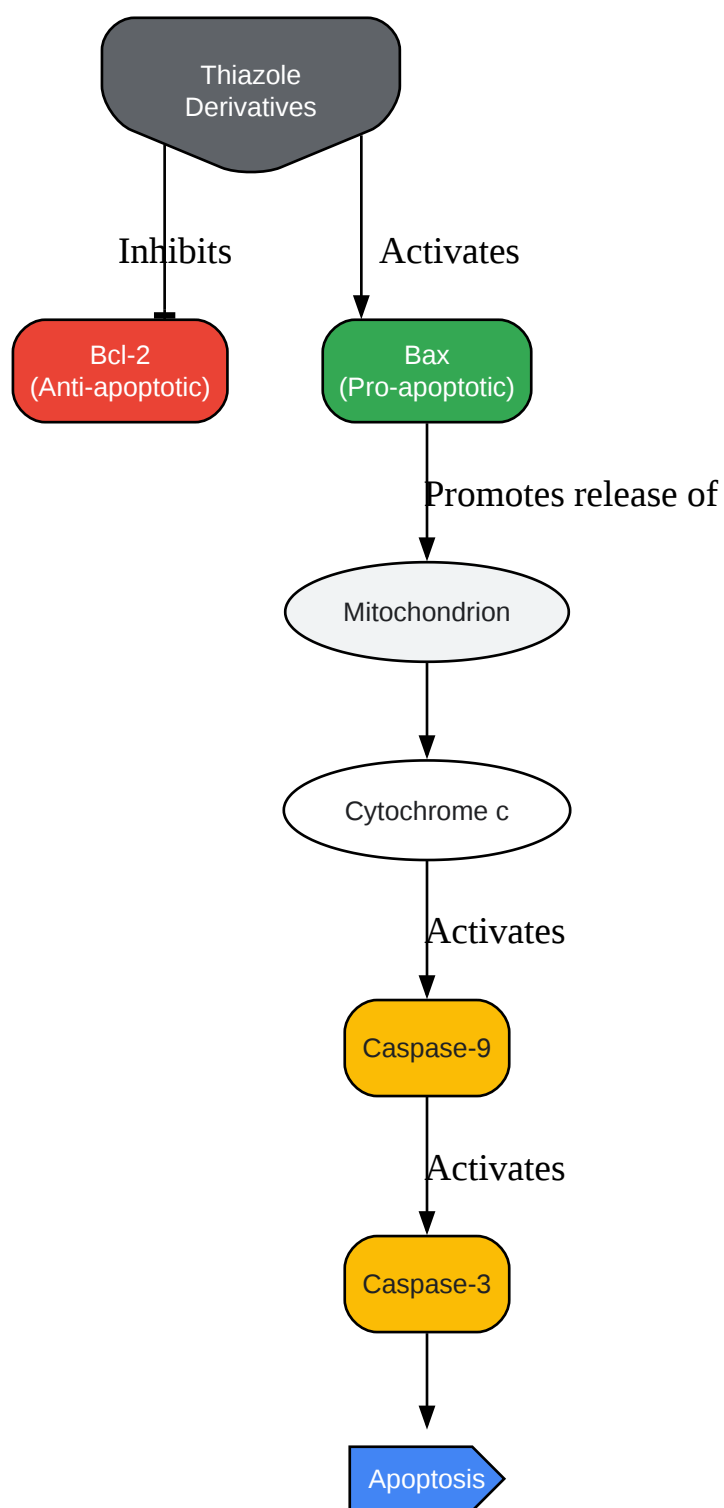 Thiazole
Derivatives
Inhibits
Activates
Bcl-2
(Anti-apoptotic)
Bax
(Pro-apoptotic)
Promotes release of
Mitochondrion
Cytochrome c
Activates
Caspase-9
Activates
Caspase-3
Apoptosis